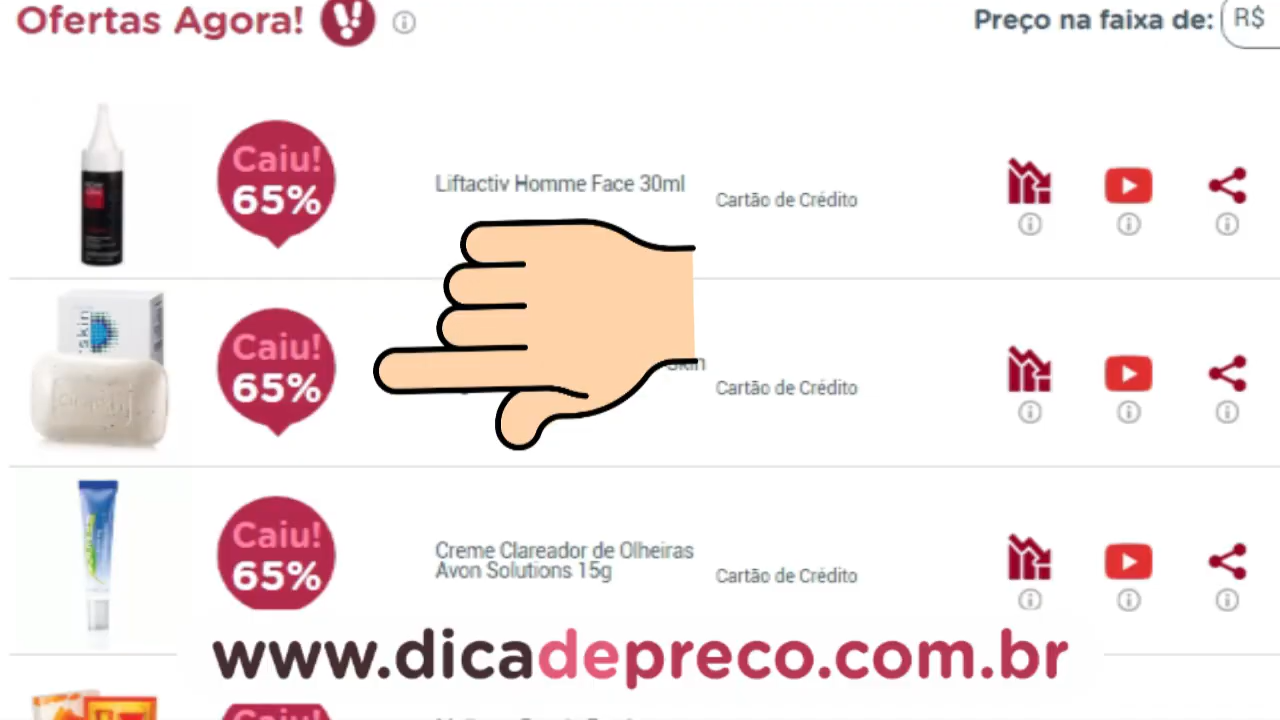 Ofertas Agora!
Preço na faixa de: R$
Caiu!
65%
Liftactiv Homme Face 30ml
Cartão de Crédito
Caiu!
65%
Cartão de Crédito
Caiu!
65%
Creme Clareador de Olheiras
Avon Solutions 15g
Cartão de Crédito
www.dicadepreco.com.br
Caiu!